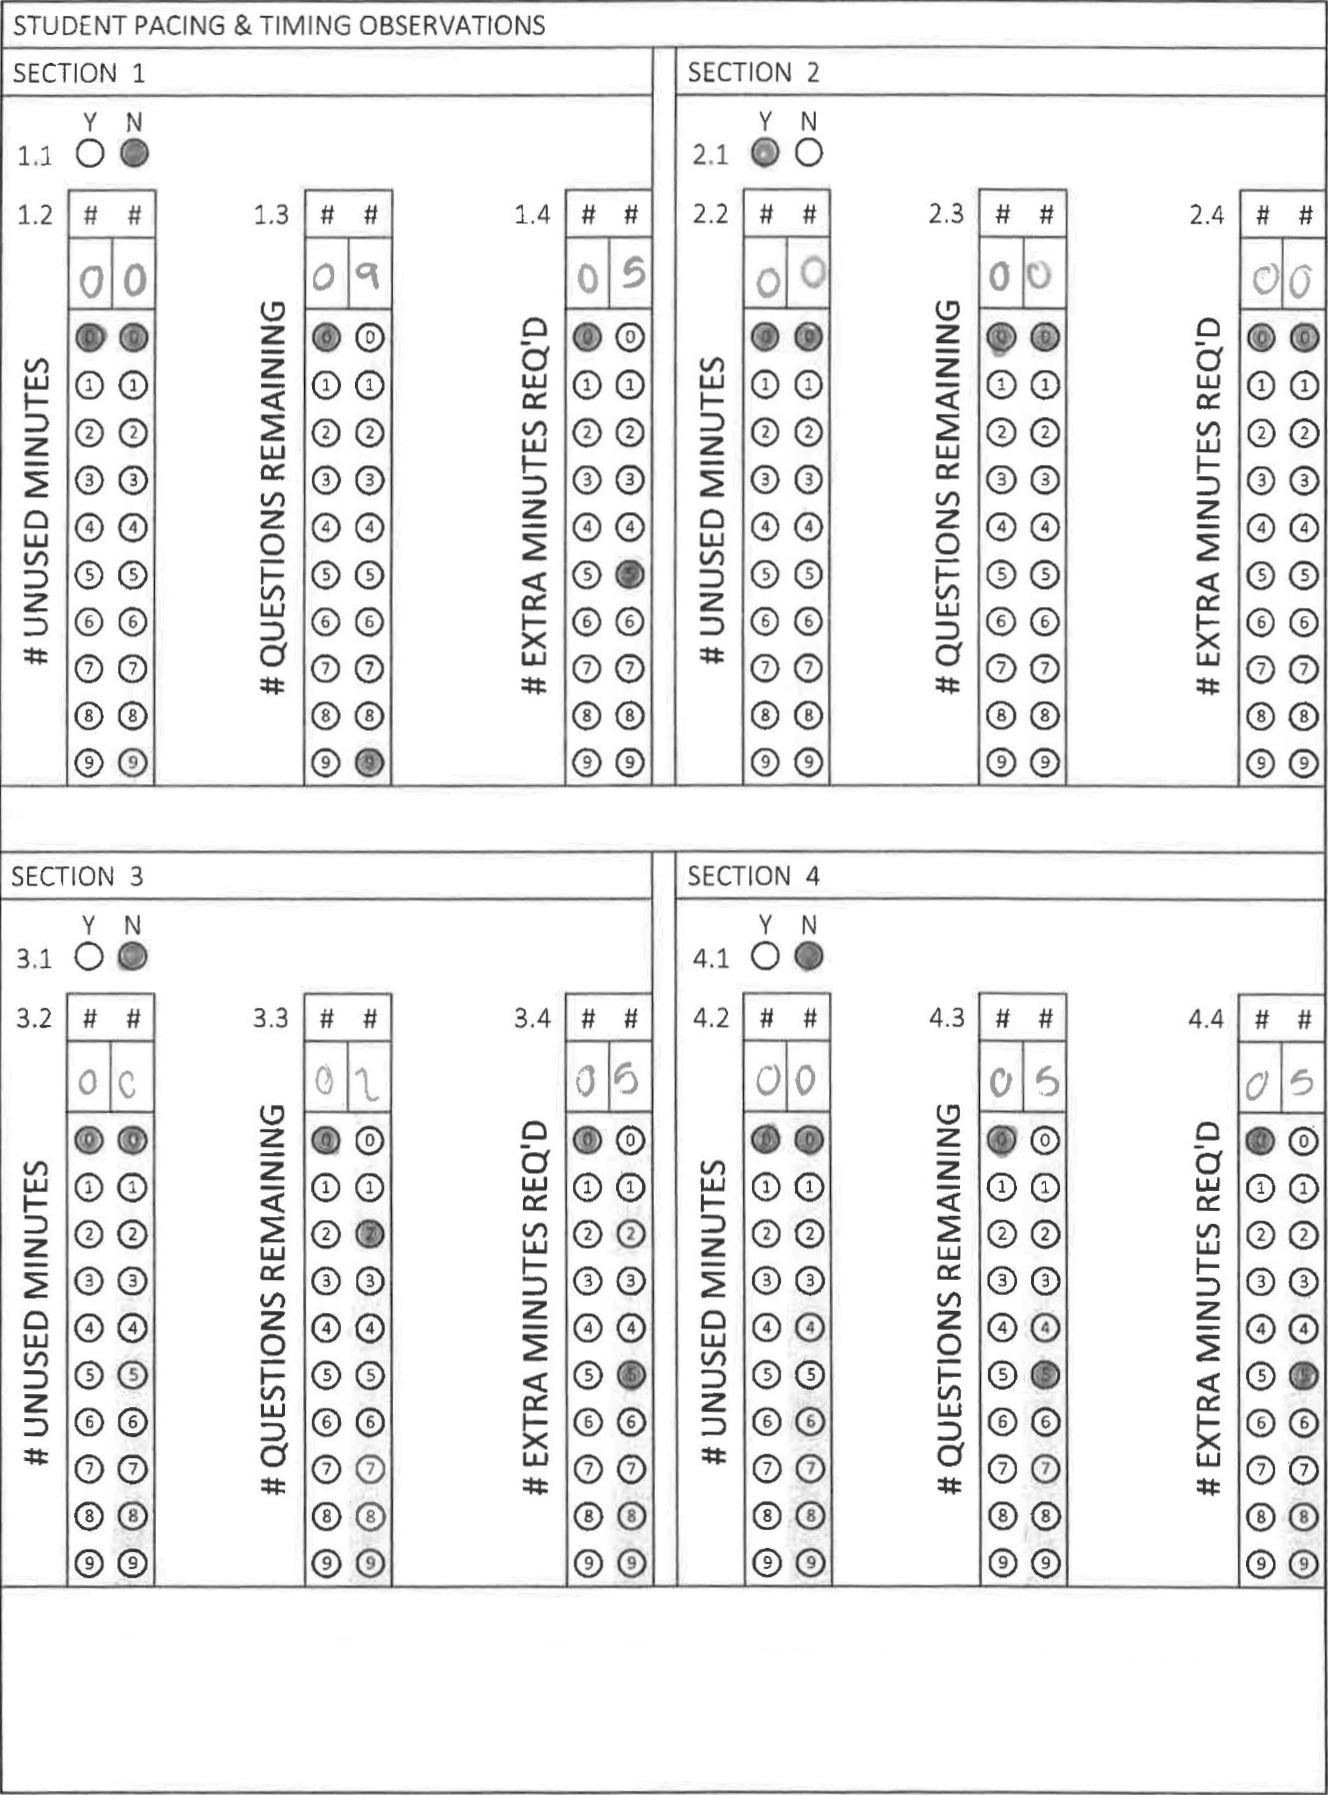 STUDENT PACING & TIMING OBSERVATIONS
SECTION 1
Y N
1.1
1.2 # # 1.3 # # 1.4 # #
0 0 0 9 0 5
# UNUSED MINUTES
# QUESTIONS REMAINING
# EXTRA MINUTES REQ'D
0 0 0 0 0 0
1 1 1 1 1 1
2 2 2 2 2 2
3 3 3 3 3 3
4 4 4 4 4 4
5 5 5 5 5 5
6 6 6 6 6 6
7 7 7 7 7 7
8 8 8 8 8 8
9 9 9 9 9 9
SECTION 2
Y N
2.1
2.2 # # 2.3 # # 2.4 # #
0 0 0 0 0 0
# UNUSED MINUTES
# QUESTIONS REMAINING
# EXTRA MINUTES REQ'D
0 0 0 0 0 0
1 1 1 1 1 1
2 2 2 2 2 2
3 3 3 3 3 3
4 4 4 4 4 4
5 5 5 5 5 5
6 6 6 6 6 6
7 7 7 7 7 7
8 8 8 8 8 8
9 9 9 9 9 9
SECTION 3
Y N
3.1
3.2 # # 3.3 # # 3.4 # #
0 0 0 2 0 5
# UNUSED MINUTES
# QUESTIONS REMAINING
# EXTRA MINUTES REQ'D
0 0 0 0 0 0
1 1 1 1 1 1
2 2 2 2 2 2
3 3 3 3 3 3
4 4 4 4 4 4
5 5 5 5 5 5
6 6 6 6 6 6
7 7 7 7 7 7
8 8 8 8 8 8
9 9 9 9 9 9
SECTION 4
Y N
4.1
4.2 # # 4.3 # # 4.4 # #
0 0 0 5 0 5
# UNUSED MINUTES
# QUESTIONS REMAINING
# EXTRA MINUTES REQ'D
0 0 0 0 0 0
1 1 1 1 1 1
2 2 2 2 2 2
3 3 3 3 3 3
4 4 4 4 4 4
5 5 5 5 5 5
6 6 6 6 6 6
7 7 7 7 7 7
8 8 8 8 8 8
9 9 9 9 9 9